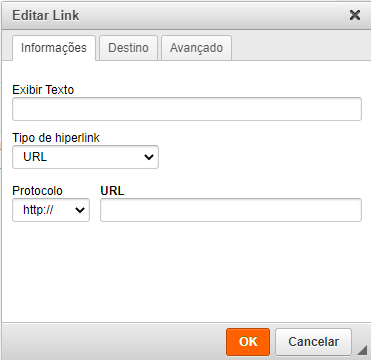 Editar Link
Informações Destino Avançado
Exibir Texto
Tipo de hiperlink
URL
Protocolo URL
http://
OK Cancelar